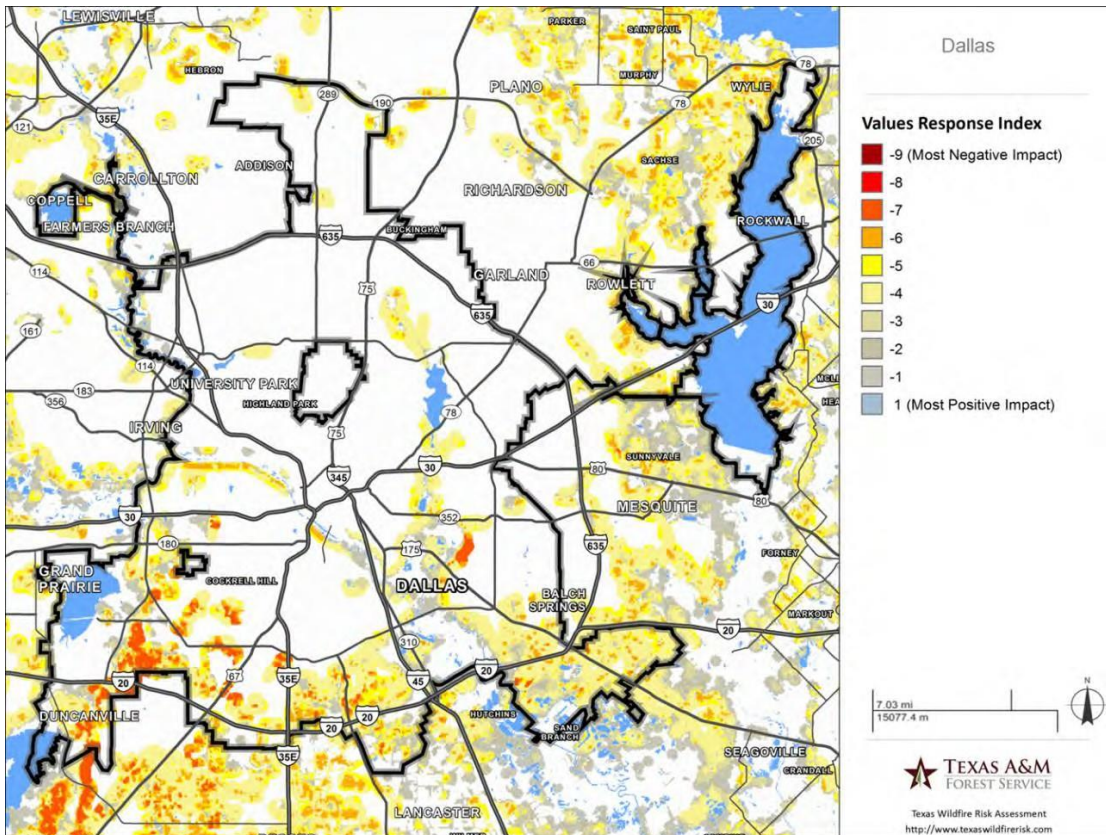 LEWISVILLE
PARKER
SAINT PAUL
HEBRON
MURPHY
78
Dallas
PLANO
WYLIE
35E
289
190
78
121
205
ADDISON
SACHSE
CARROLLTON
RICHARDSON
COPPELL
FARMERS BRANCH
ROCKWALL
BUCKINGHAM
635
GARLAND
66
114
ROWLETT
75
30
635
161
114
UNIVERSITY PARK
183
HIGHLAND PARK
356
78
IRVING
75
SUNNYVALE
30
80
345
80
MESQUITE
30
352
180
175
635
FORNEY
GRAND
PRAIRIE
COCKRELL HILL
DALLAS
BALCH
SPRINGS
MARKOUT
20
310
20
67
35E
45
20
DUNCANVILLE
20
HUTCHINS
20
SAND
BRANCH
35E
SEAGOVILLE
CRANDALL
LANCASTER
Values Response Index
-9 (Most Negative Impact)
-8
-7
-6
-5
-4
-3
-2
-1
1 (Most Positive Impact)
N
7.03 mi
15077.4 m
TEXAS A&M
FOREST SERVICE
Texas Wildfire Risk Assessment
http://www.texaswildfirerisk.com